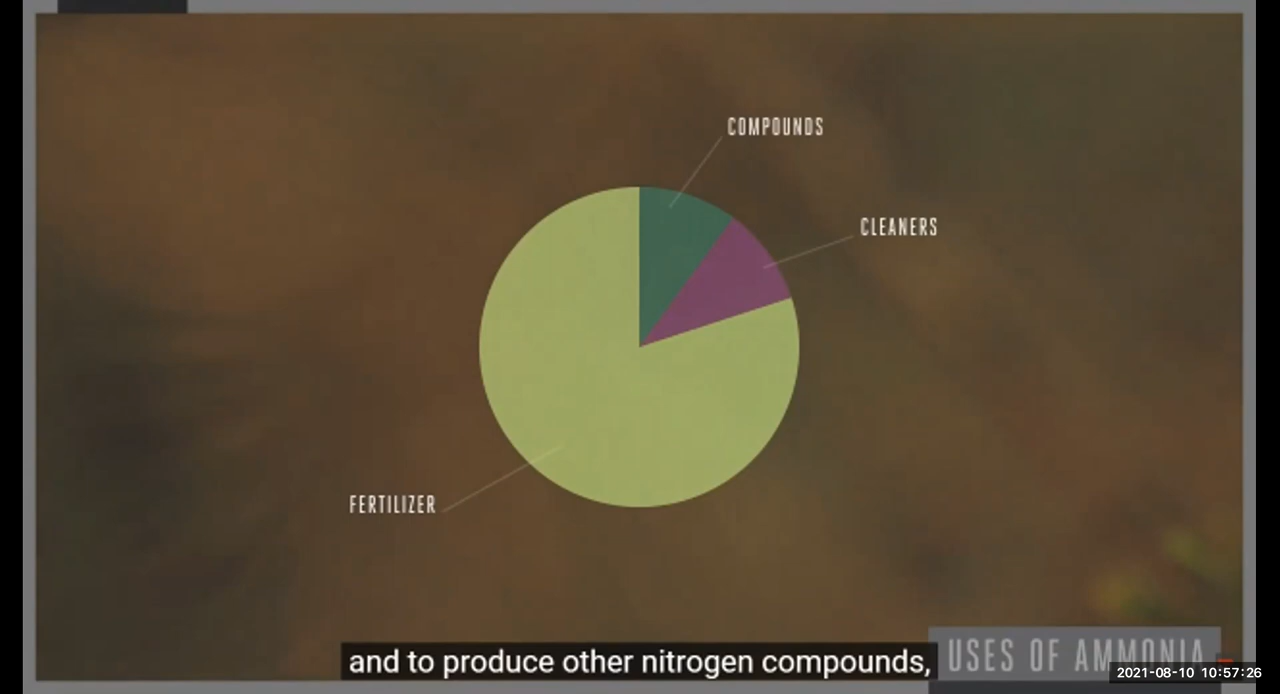 COMPOUNDS
CLEANERS
FERTILIZER
and to produce other nitrogen compounds,
USES OF AMMONIA
2021-08-10 10:57:26